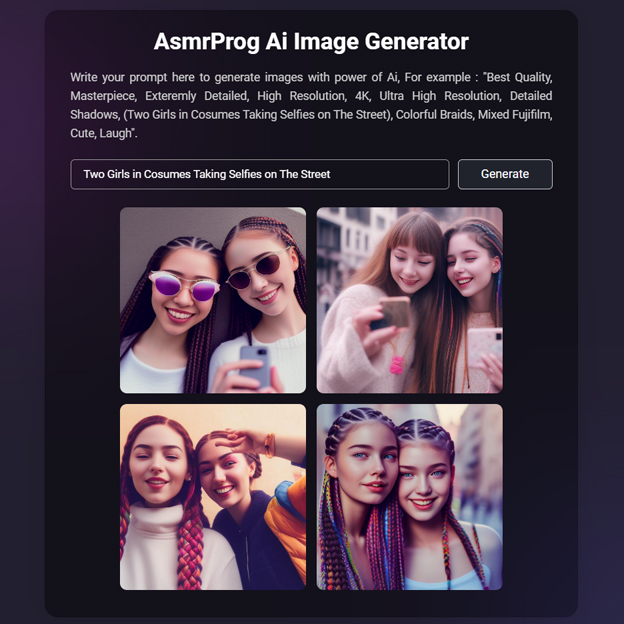 AsmrProg Ai Image Generator
Write your prompt here to generate images with power of Ai, For example : "Best Quality,
Masterpiece, Exteremly Detailed, High Resolution, 4K, Ultra High Resolution, Detailed
Shadows, (Two Girls in Cosumes Taking Selfies on The Street), Colorful Braids, Mixed Fujifilm,
Cute, Laugh".
Two Girls in Cosumes Taking Selfies on The Street
Generate